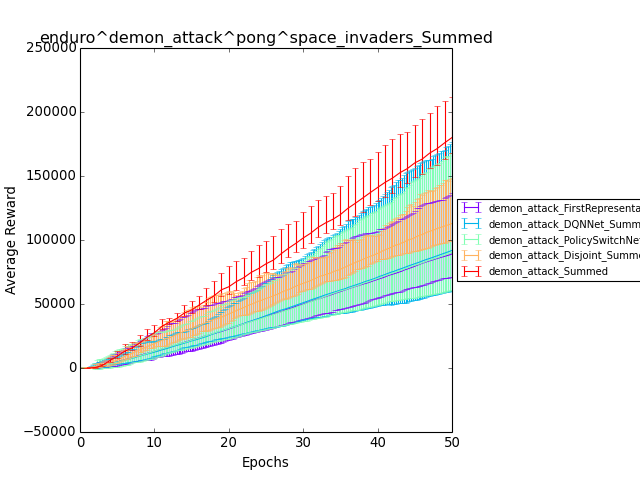 enduro^demon_attack^pong^space_invaders_Summed
250000
200000
150000
100000
50000
0
−50000
Average Reward
0 10 20 30 40 50
Epochs
demon_attack_FirstRepresenta
demon_attack_DQNNet_Summ
demon_attack_PolicySwitchNet
demon_attack_Disjoint_Summe
demon_attack_Summed